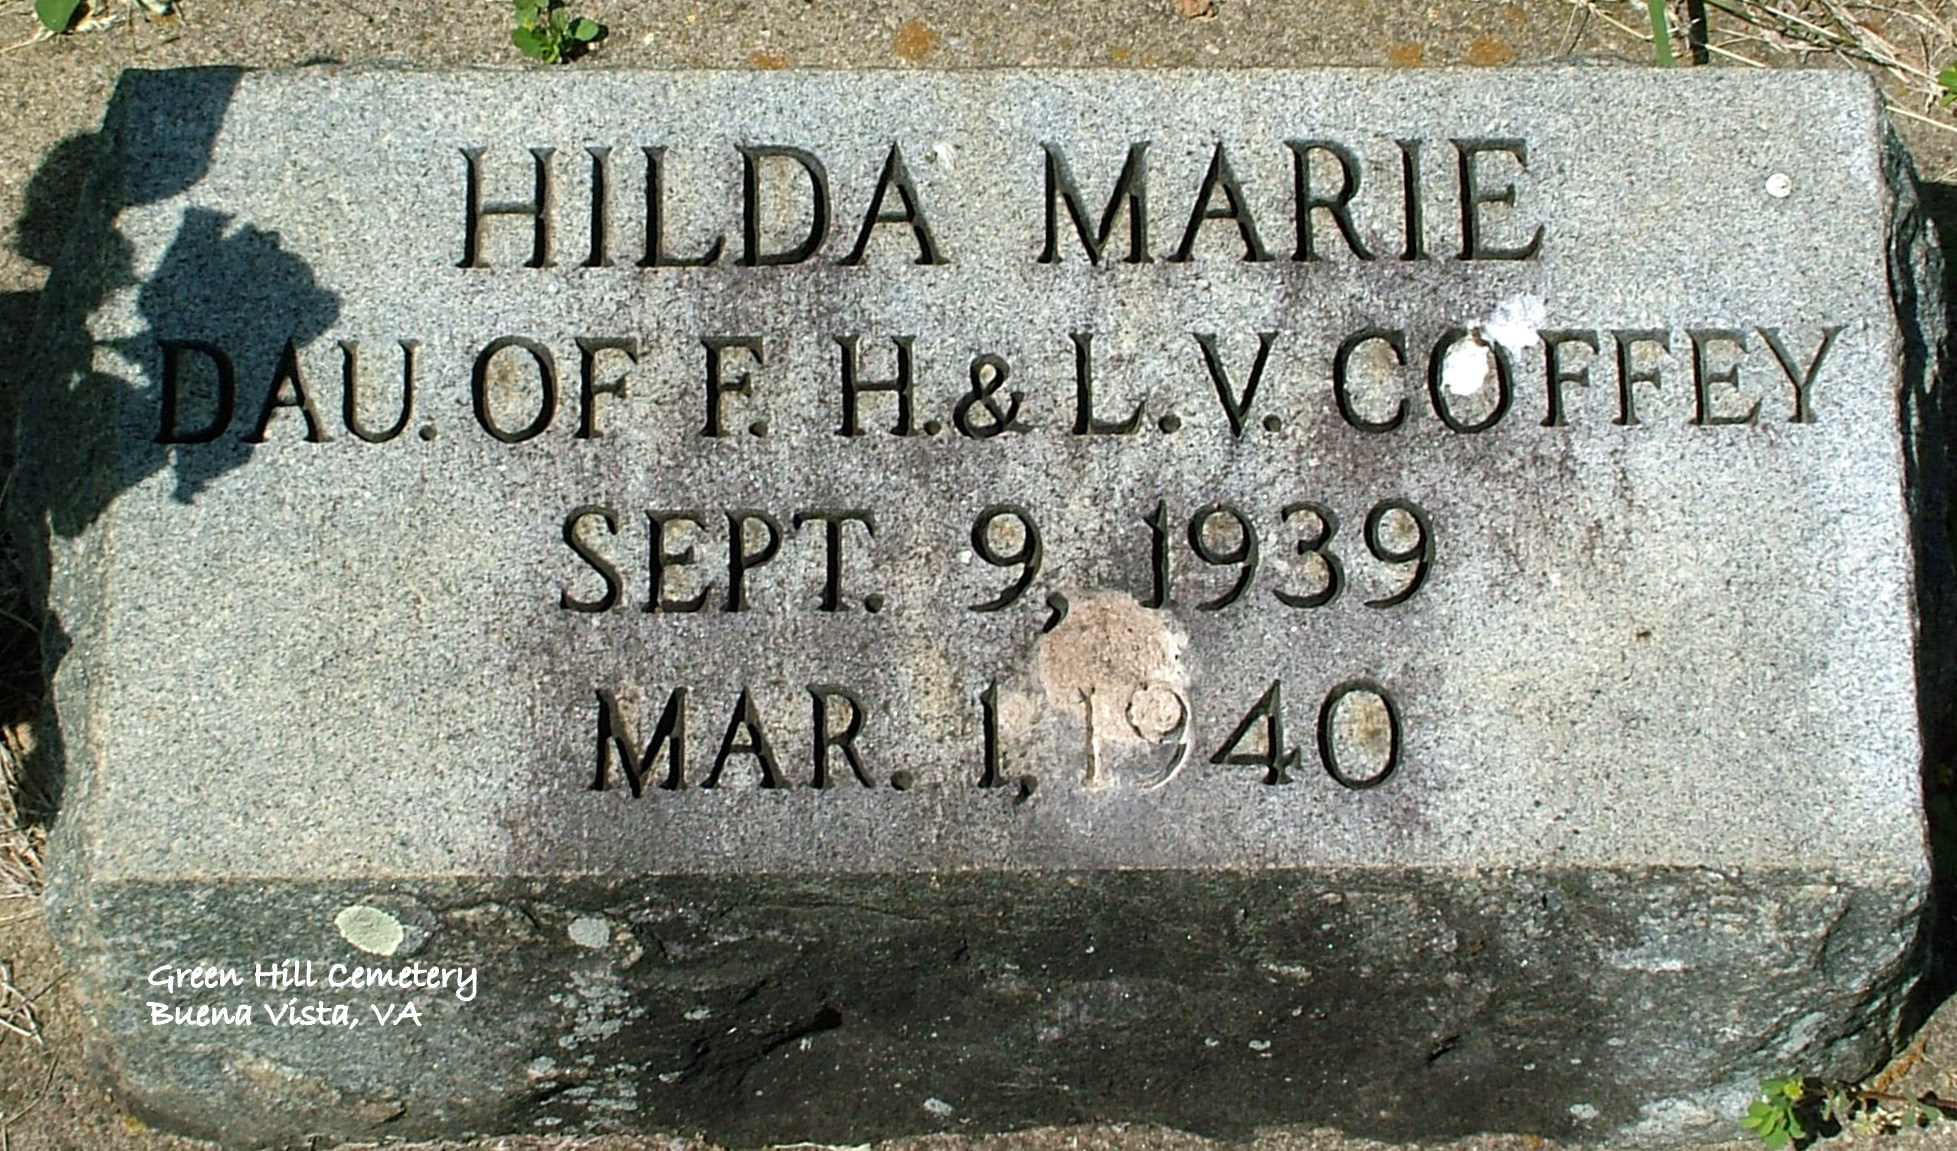 HILDA MARIE
DAU. OF F. H. & L. V. COFFEY
SEPT. 9, 1939
MAR. 1, 1940
Green Hill Cemetery
Buena Vista, VA